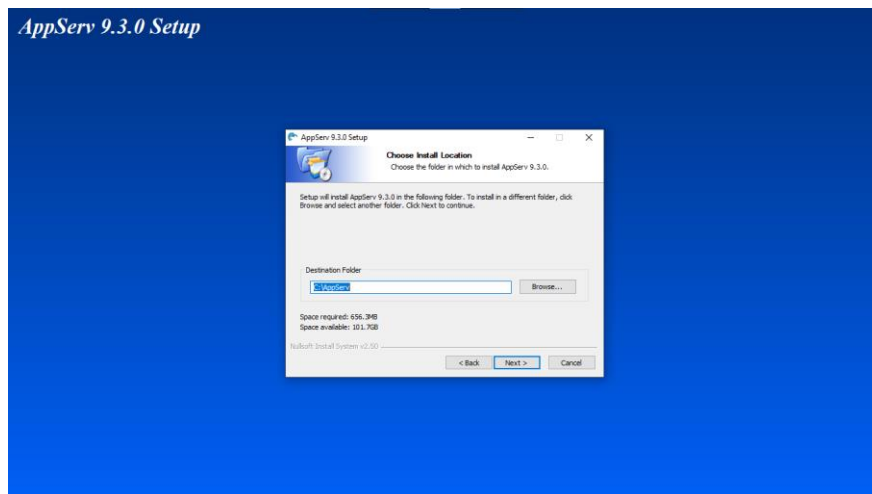 AppServ 9.3.0 Setup
AppServ 9.3.0 Setup
Choose Install Location
Choose the folder in which to install AppServ 9.3.0.
Setup will install AppServ 9.3.0 in the following folder. To install in a different folder, click
Browse and select another folder. Click Next to continue.
Destination Folder
C:\AppServ
Browse...
Space required: 656.3MB
Space available: 101.7GB
Nullsoft Install System v2.50
< Back
Next >
Cancel